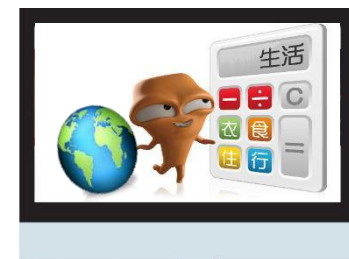 生活
－ ÷ C
衣 食 =
住 行